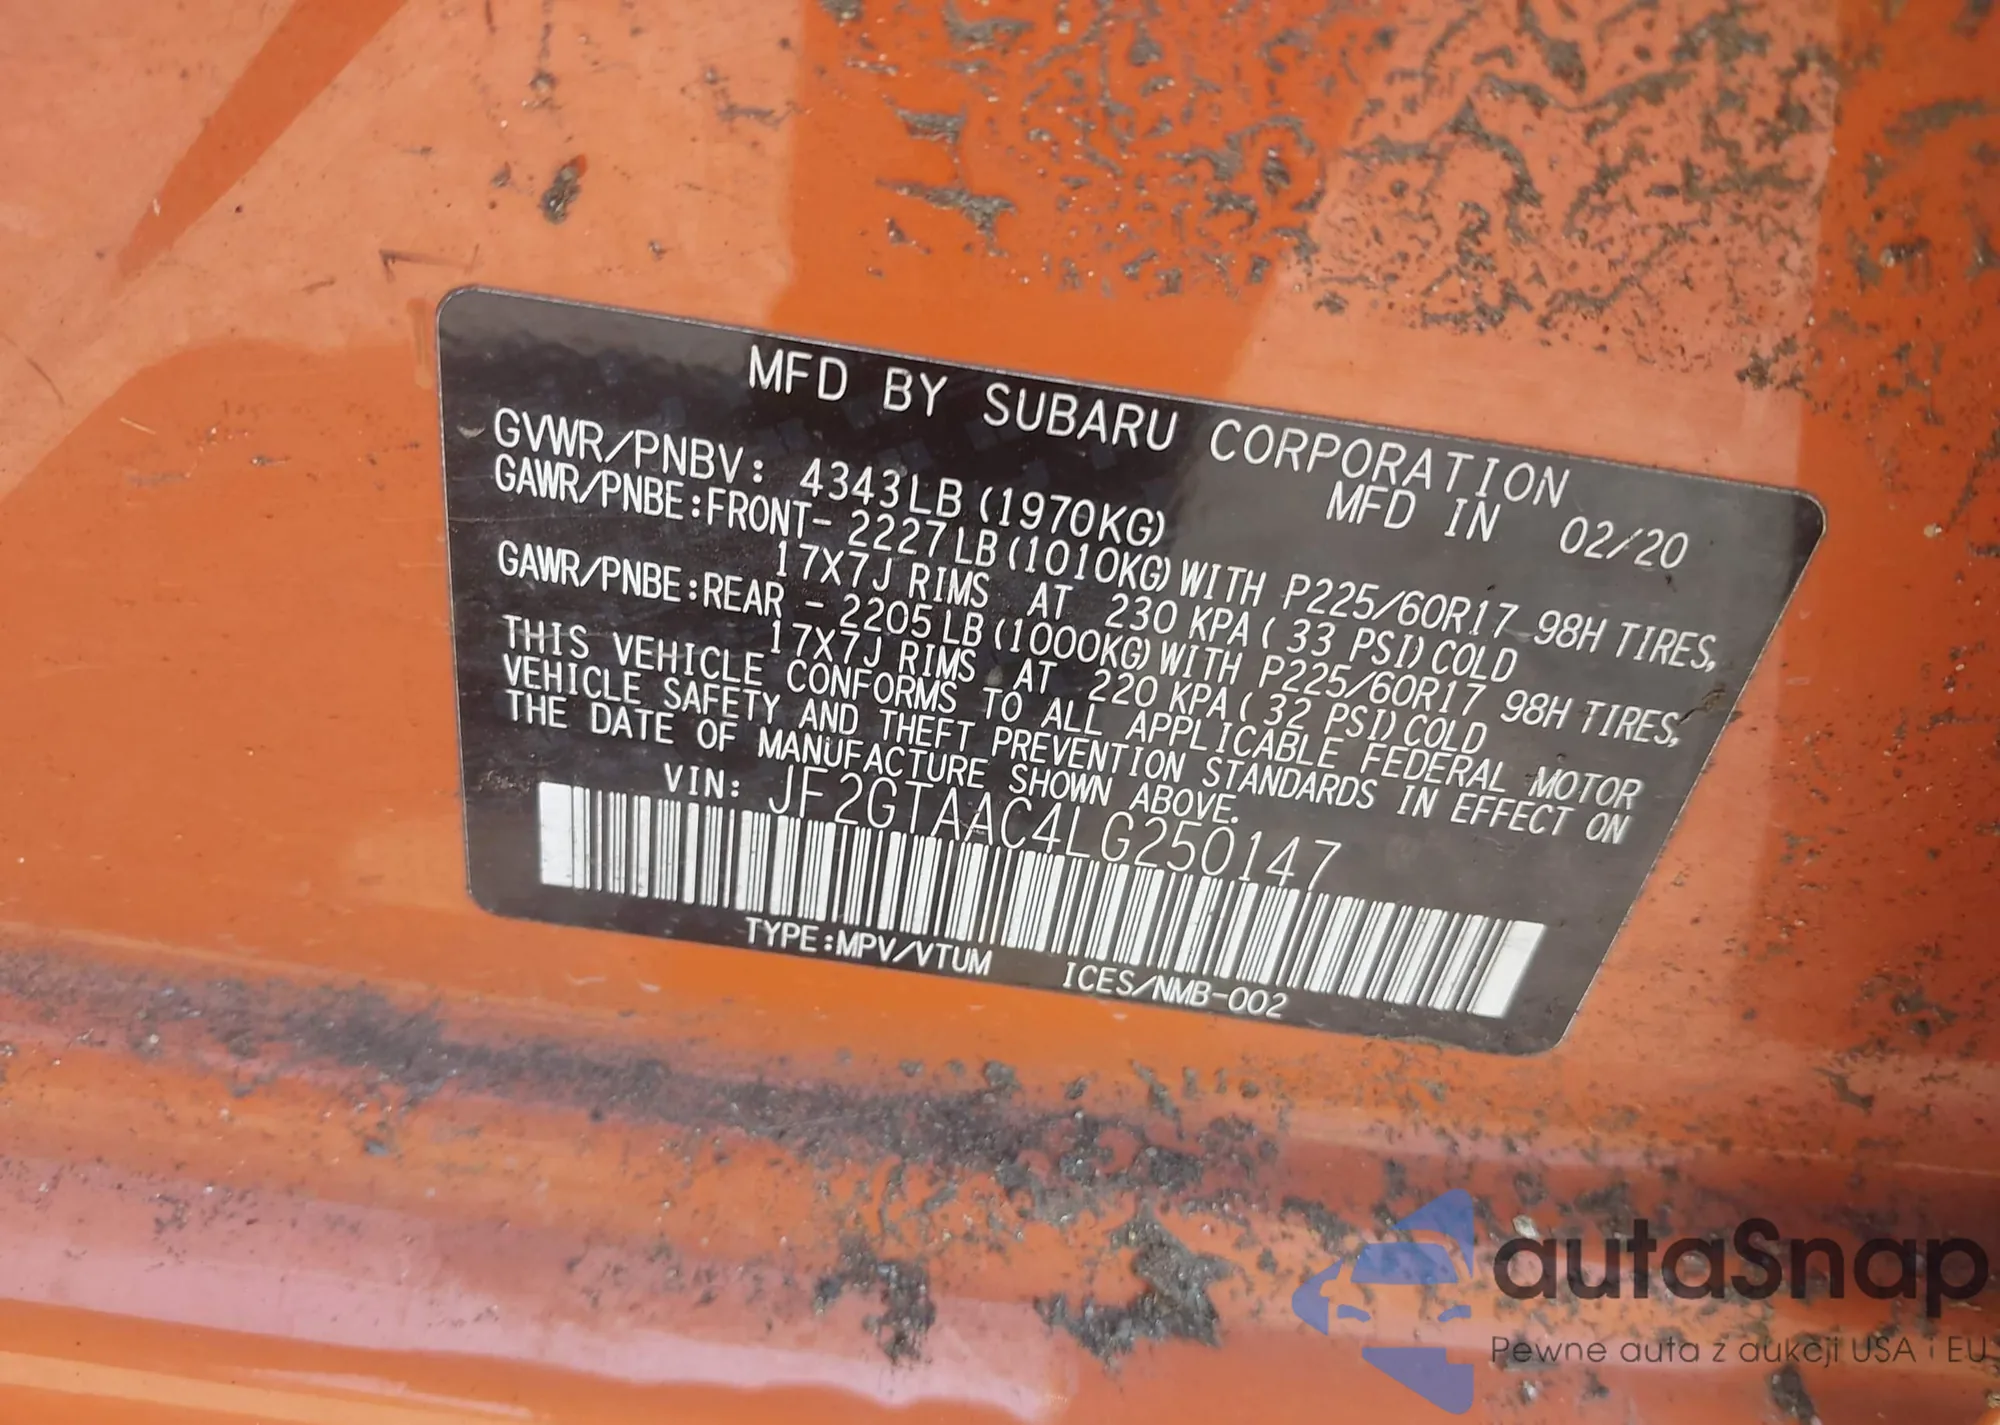 MFD BY SUBARU CORPORATION
MFD IN 02/20
GVWR/PNBV: 4343LB (1970KG)
GAWR/PNBE:FRONT- 2227LB(1010KG)WITH P225/60R17 98H TIRES,
17X7J RIMS AT 230 KPA( 33 PSI)COLD
GAWR/PNBE:REAR - 2205LB(1000KG)WITH P225/60R17 98H TIRES,
17X7J RIMS AT 220 KPA( 32 PSI)COLD
THIS VEHICLE CONFORMS TO ALL APPLICABLE FEDERAL MOTOR
VEHICLE SAFETY AND THEFT PREVENTION STANDARDS IN EFFECT ON
THE DATE OF MANUFACTURE SHOWN ABOVE.
VIN: JF2GTAAC4LG250147
TYPE:MPV/VTUM ICES/NMB-002
autaSnap
Pewne auta z aukcji USA i EU